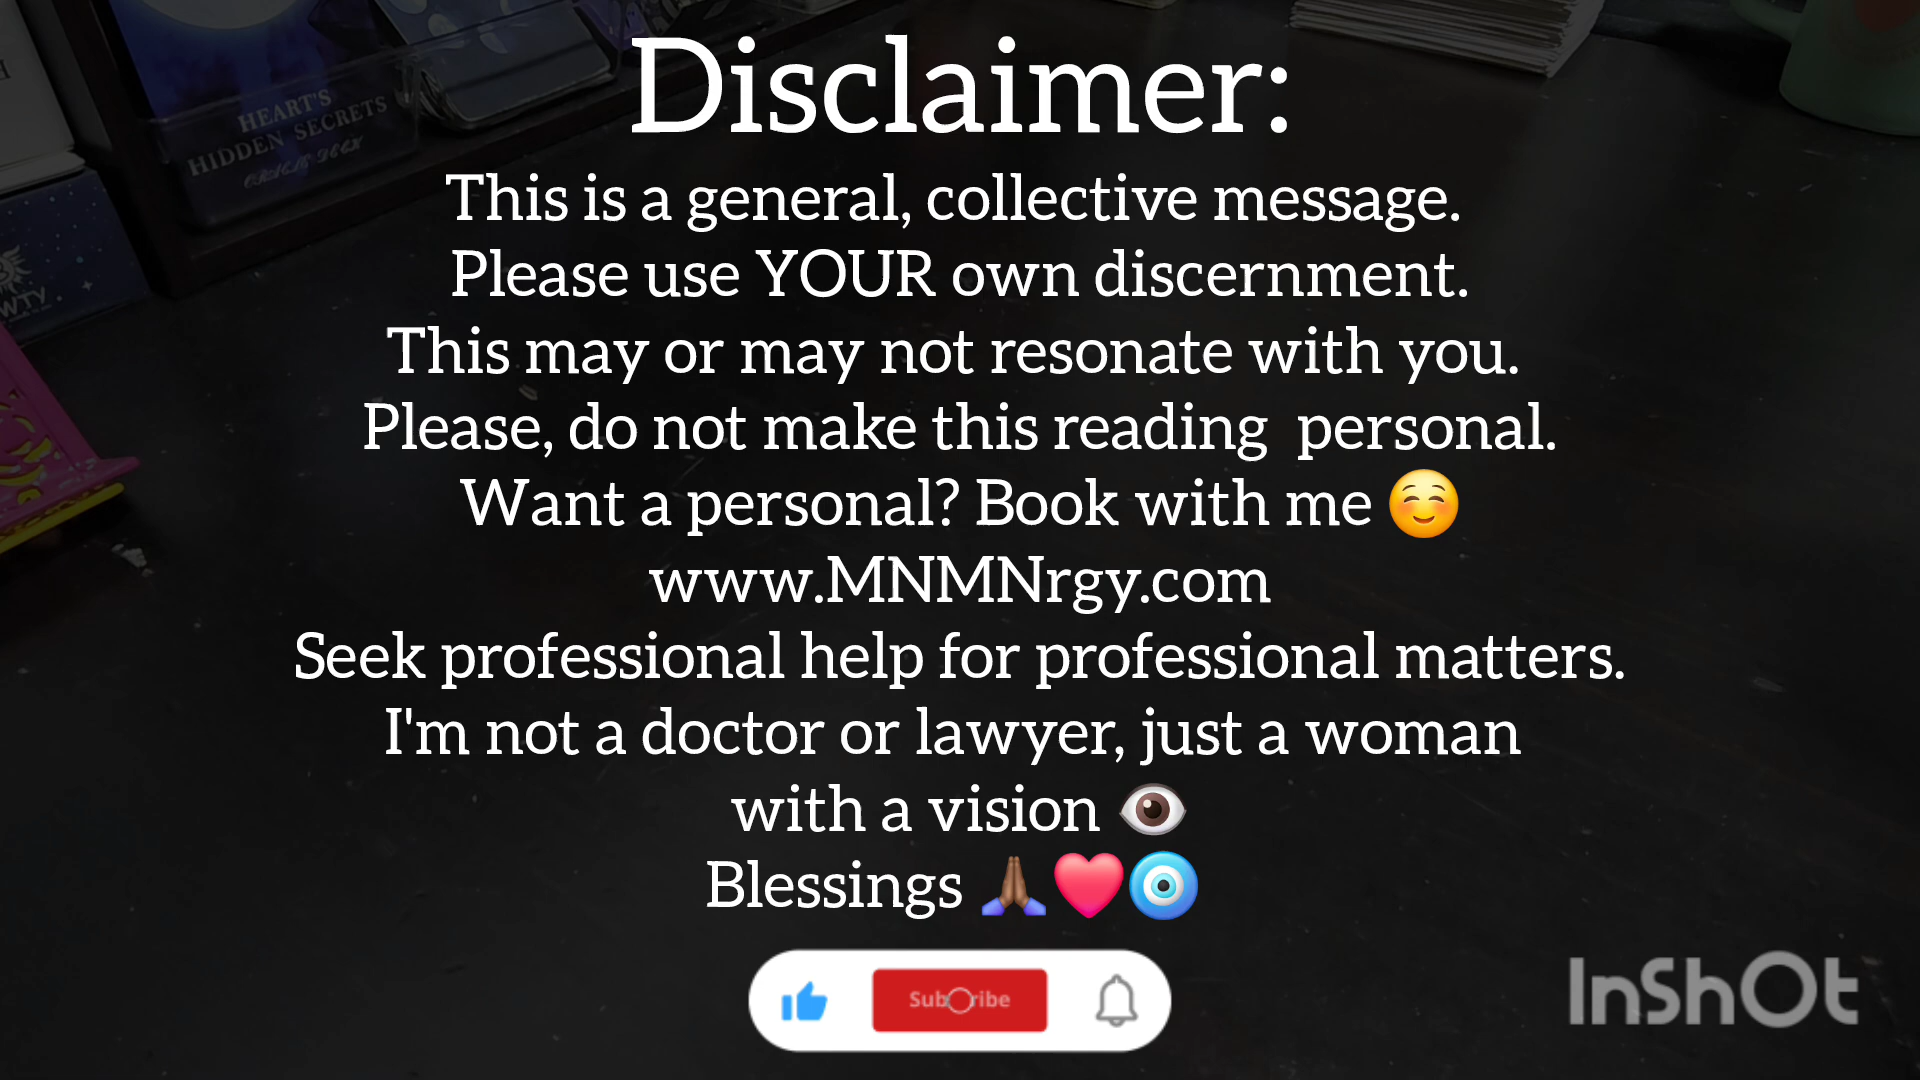 Disclaimer:
This is a general, collective message.
Please use YOUR own discernment.
This may or may not resonate with you.
Please, do not make this reading  personal.
Want a personal? Book with me ☺️
www.MNMNrgy.com
Seek professional help for professional matters.
I'm not a doctor or lawyer, just a woman
with a vision 👁️
Blessings 🙏🏾❤️🧿
HEART'S
HIDDEN SECRETS
ORACLE DECK
InShOt